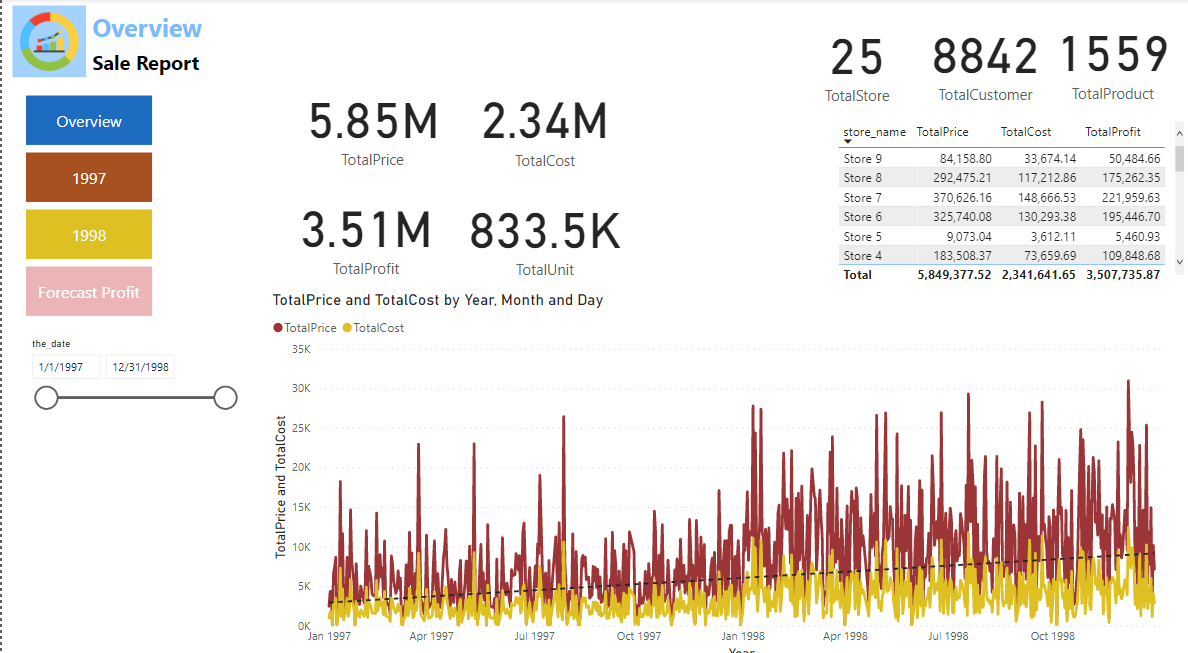 Overview
Sale Report
Overview
1997
1998
Forecast Profit
the_date
1/1/1997 12/31/1998
5.85M
TotalPrice
2.34M
TotalCost
3.51M
TotalProfit
833.5K
TotalUnit
25
TotalStore
8842
TotalCustomer
1559
TotalProduct
store_name TotalPrice TotalCost TotalProfit
Store 9 84,158.80 33,674.14 50,484.66
Store 8 292,475.21 117,212.86 175,262.35
Store 7 370,626.16 148,666.53 221,959.63
Store 6 325,740.08 130,293.38 195,446.70
Store 5 9,073.04 3,612.11 5,460.93
Store 4 183,508.37 73,659.69 109,848.68
Total 5,849,377.52 2,341,641.65 3,507,735.87
TotalPrice and TotalCost by Year, Month and Day
TotalPrice TotalCost
TotalPrice and TotalCost
35K
30K
25K
20K
15K
10K
5K
0K
Jan 1997 Apr 1997 Jul 1997 Oct 1997 Jan 1998 Apr 1998 Jul 1998 Oct 1998
Year